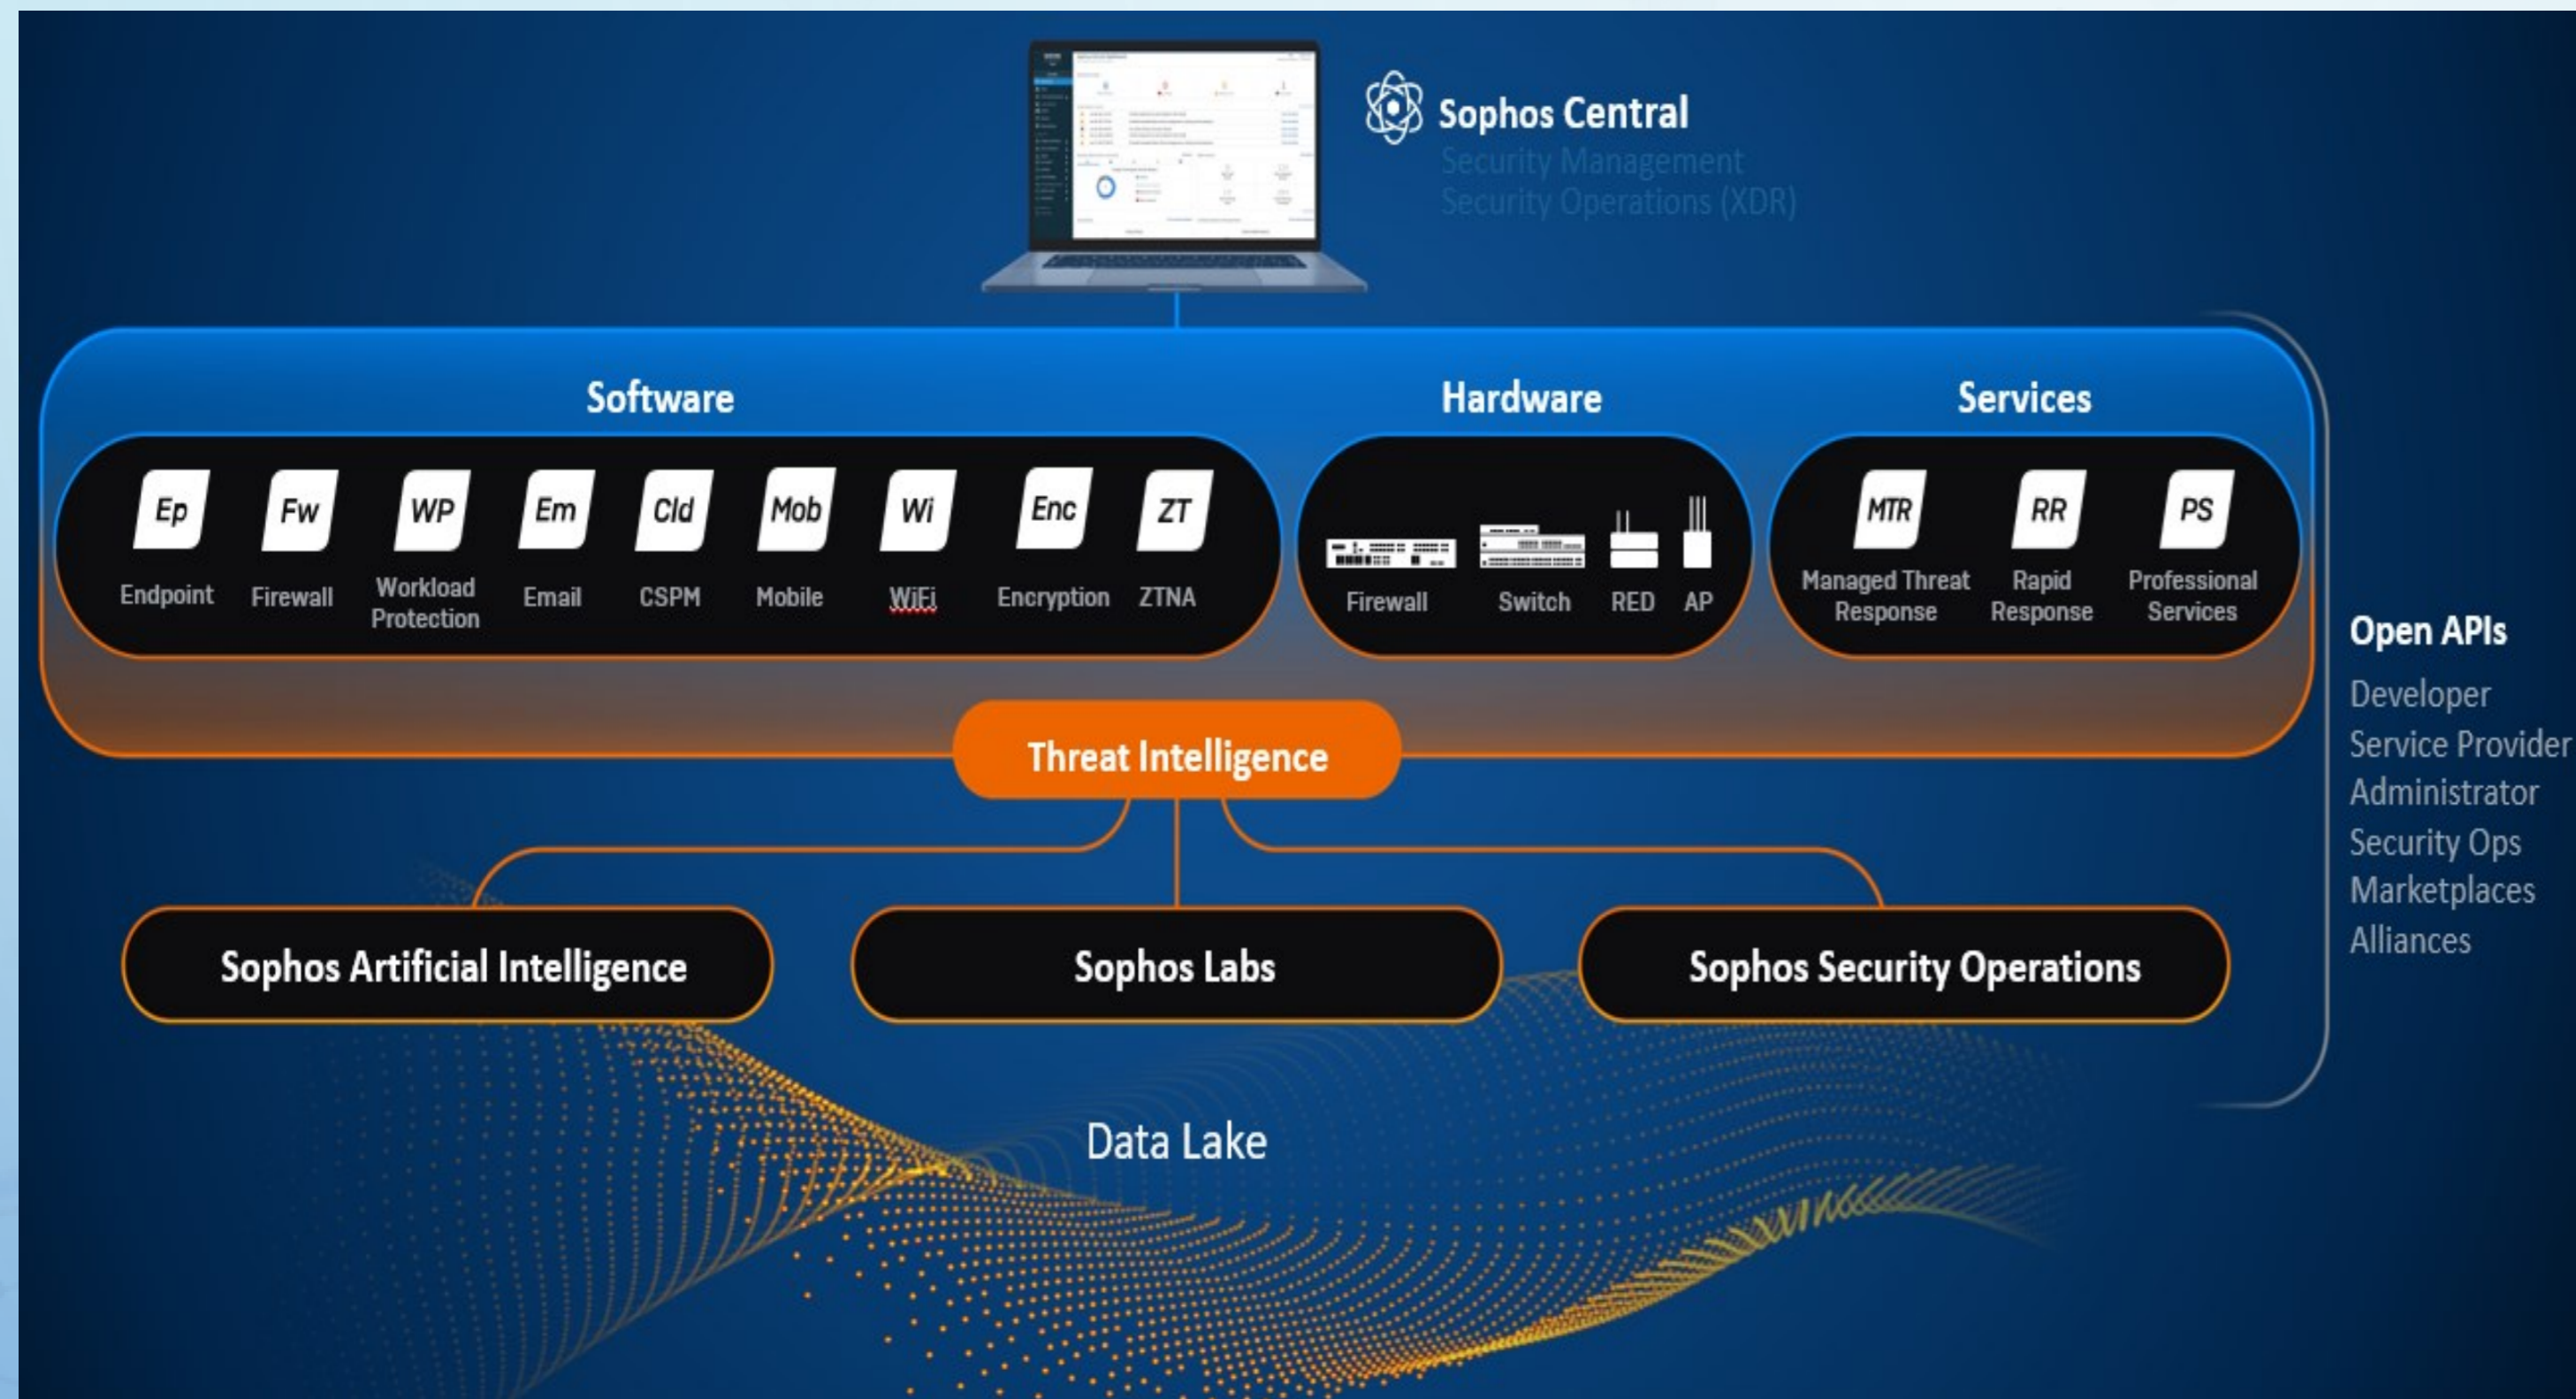 Sophos Central
Security Management
Security Operations (XDR)
Software
Hardware
Services
Ep
Fw
WP
Em
Cld
Mob
Wi
Enc
ZT
MTR
RR
PS
Endpoint
Firewall
Workload
Protection
Email
CSPM
Mobile
WiFi
Encryption
ZTNA
Firewall
Switch
RED
AP
Managed Threat
Response
Rapid
Response
Professional
Services
Open APIs
Developer
Service Provider
Administrator
Security Ops
Marketplaces
Alliances
Threat Intelligence
Sophos Artificial Intelligence
Sophos Labs
Sophos Security Operations
Data Lake